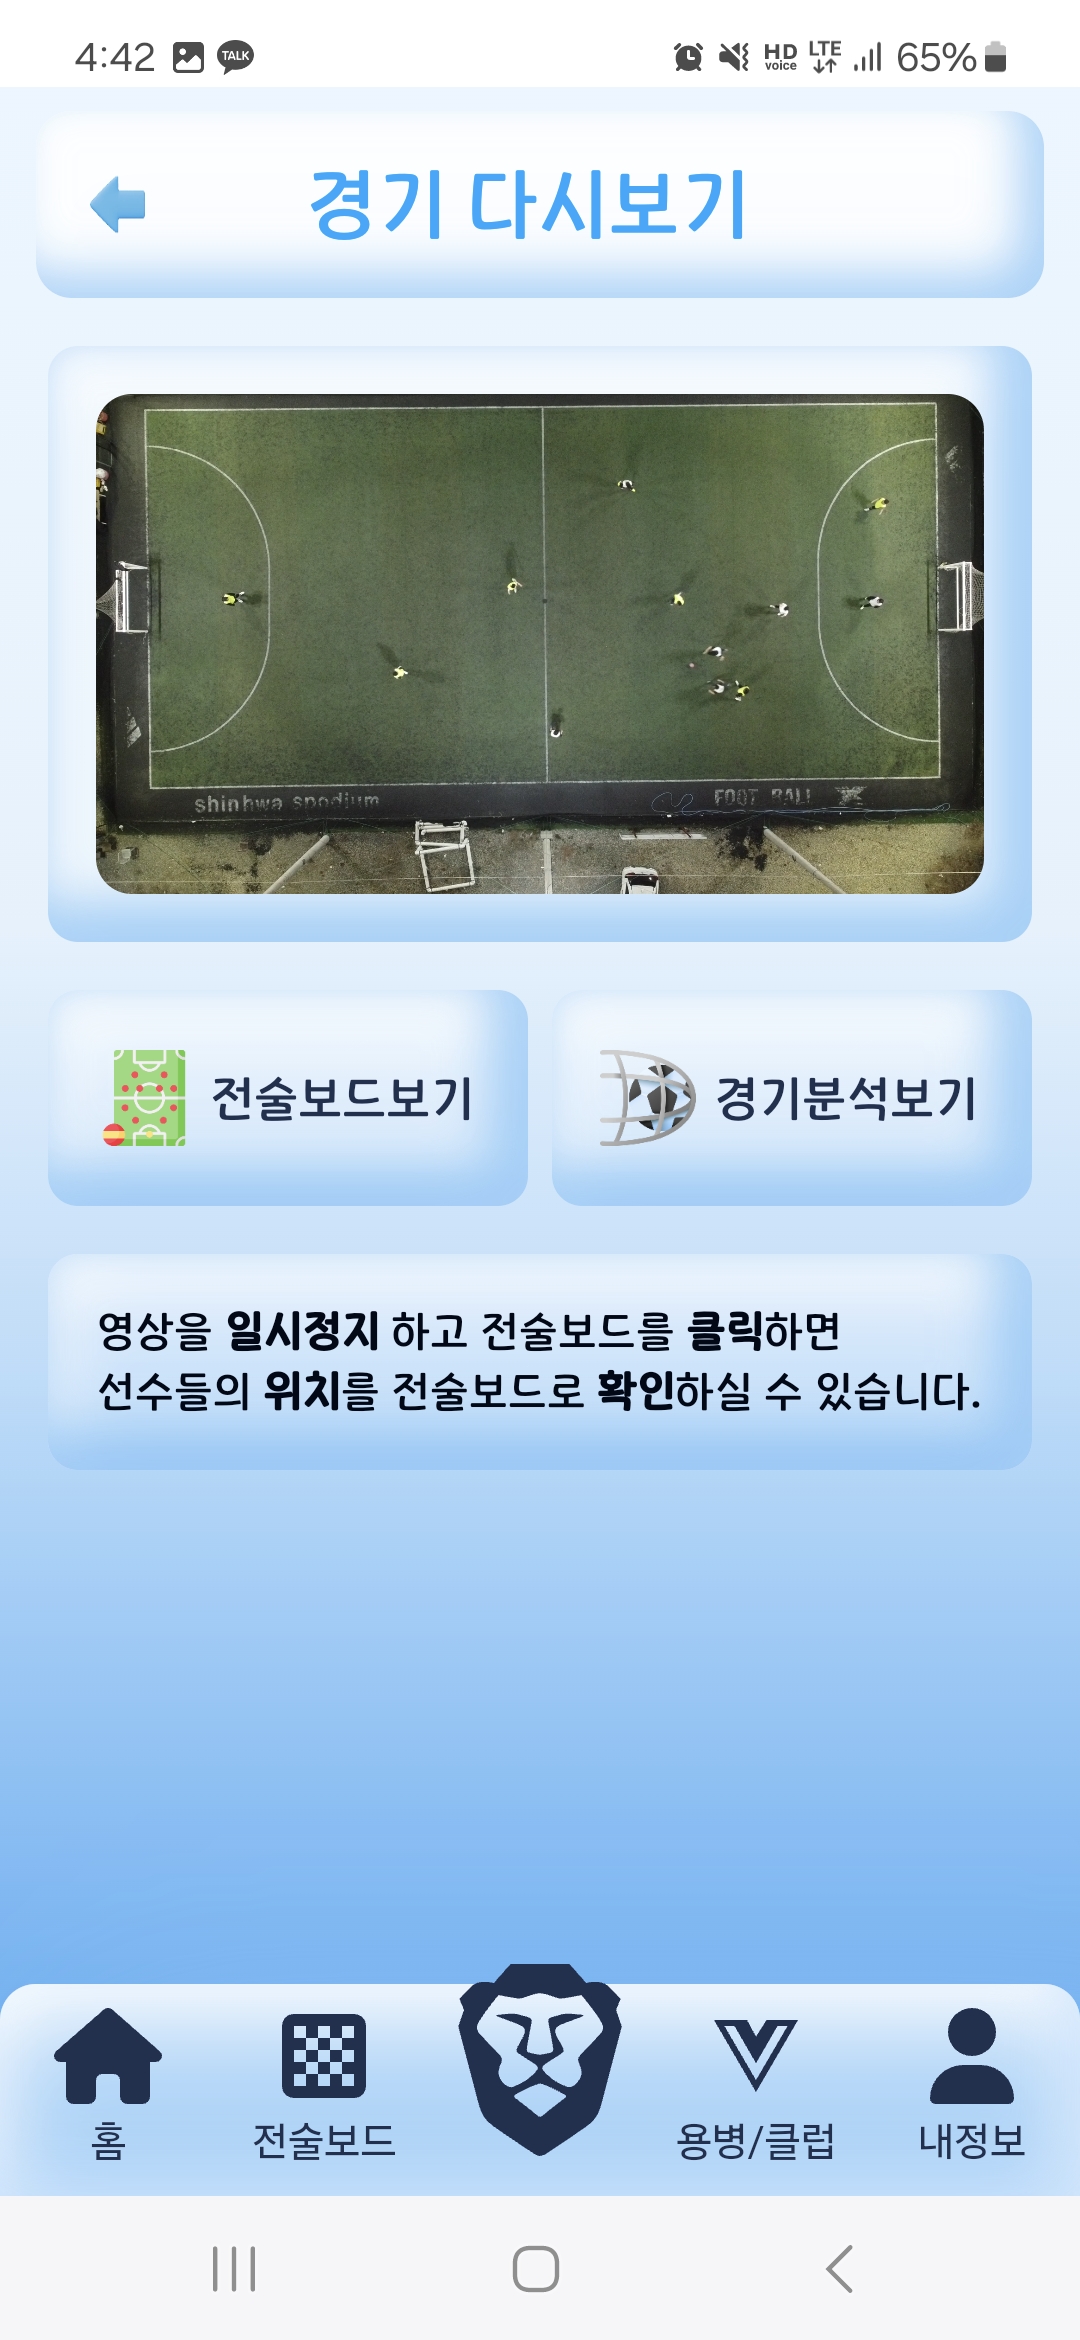 4:42 TALK HD voice LTE 65%
경기 다시보기
shinhwa spodium FOOT BALL
전술보드보기
경기분석보기
영상을 일시정지 하고 전술보드를 클릭하면
선수들의 위치를 전술보드로 확인하실 수 있습니다.
홈
전술보드
용병/클럽
내정보